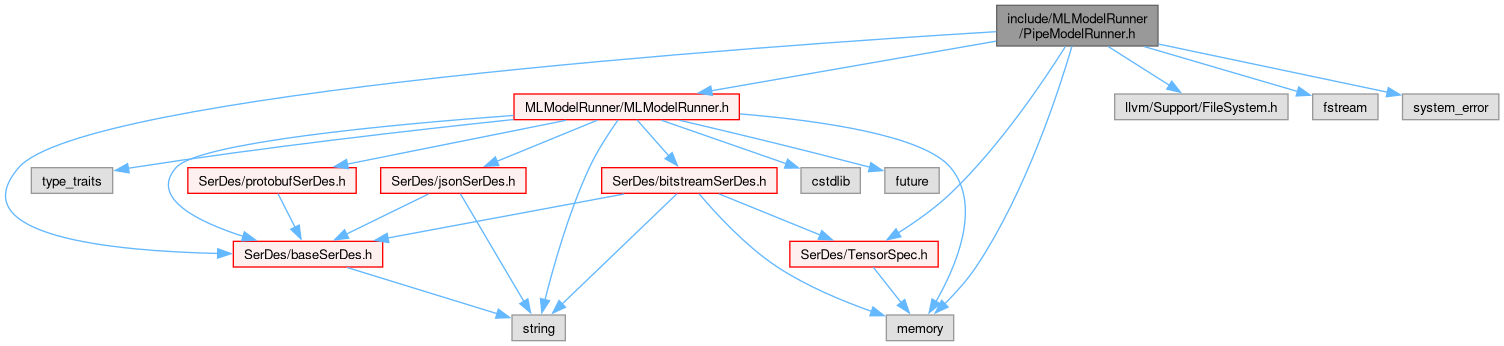 include/MLModelRunner
/PipeModelRunner.h
MLModelRunner/MLModelRunner.h
llvm/Support/FileSystem.h
fstream
system_error
type_traits
SerDes/protobufSerDes.h
SerDes/jsonSerDes.h
SerDes/bitstreamSerDes.h
cstdlib
future
SerDes/baseSerDes.h
SerDes/TensorSpec.h
string
memory